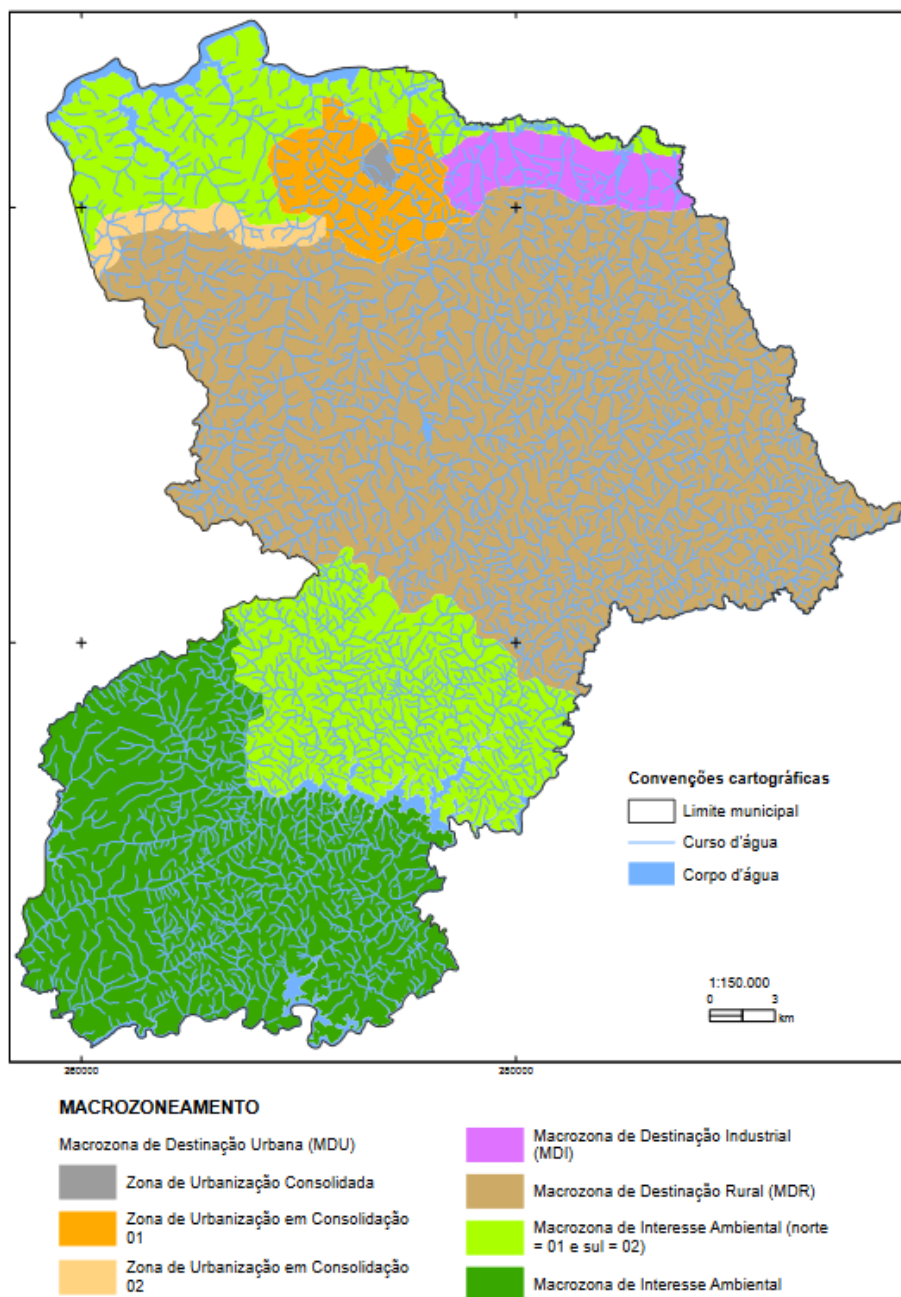 Convenções cartográficas
Limite municipal
Curso d'água
Corpo d'água
1:150.000
0 3
km
260000 280000
MACROZONEAMENTO
Macrozona de Destinação Urbana (MDU)
Zona de Urbanização Consolidada
Zona de Urbanização em Consolidação
01
Zona de Urbanização em Consolidação
02
Macrozona de Destinação Industrial
(MDI)
Macrozona de Destinação Rural (MDR)
Macrozona de Interesse Ambiental (norte
= 01 e sul = 02)
Macrozona de Interesse Ambiental